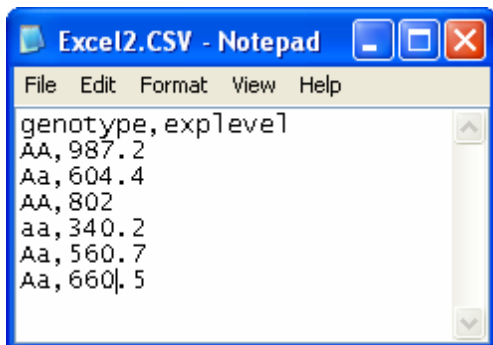 Excel2.CSV - Notepad
File Edit Format View Help
genotype,explevel
AA,987.2
Aa,604.4
AA,802
aa,340.2
Aa,560.7
Aa,660.5